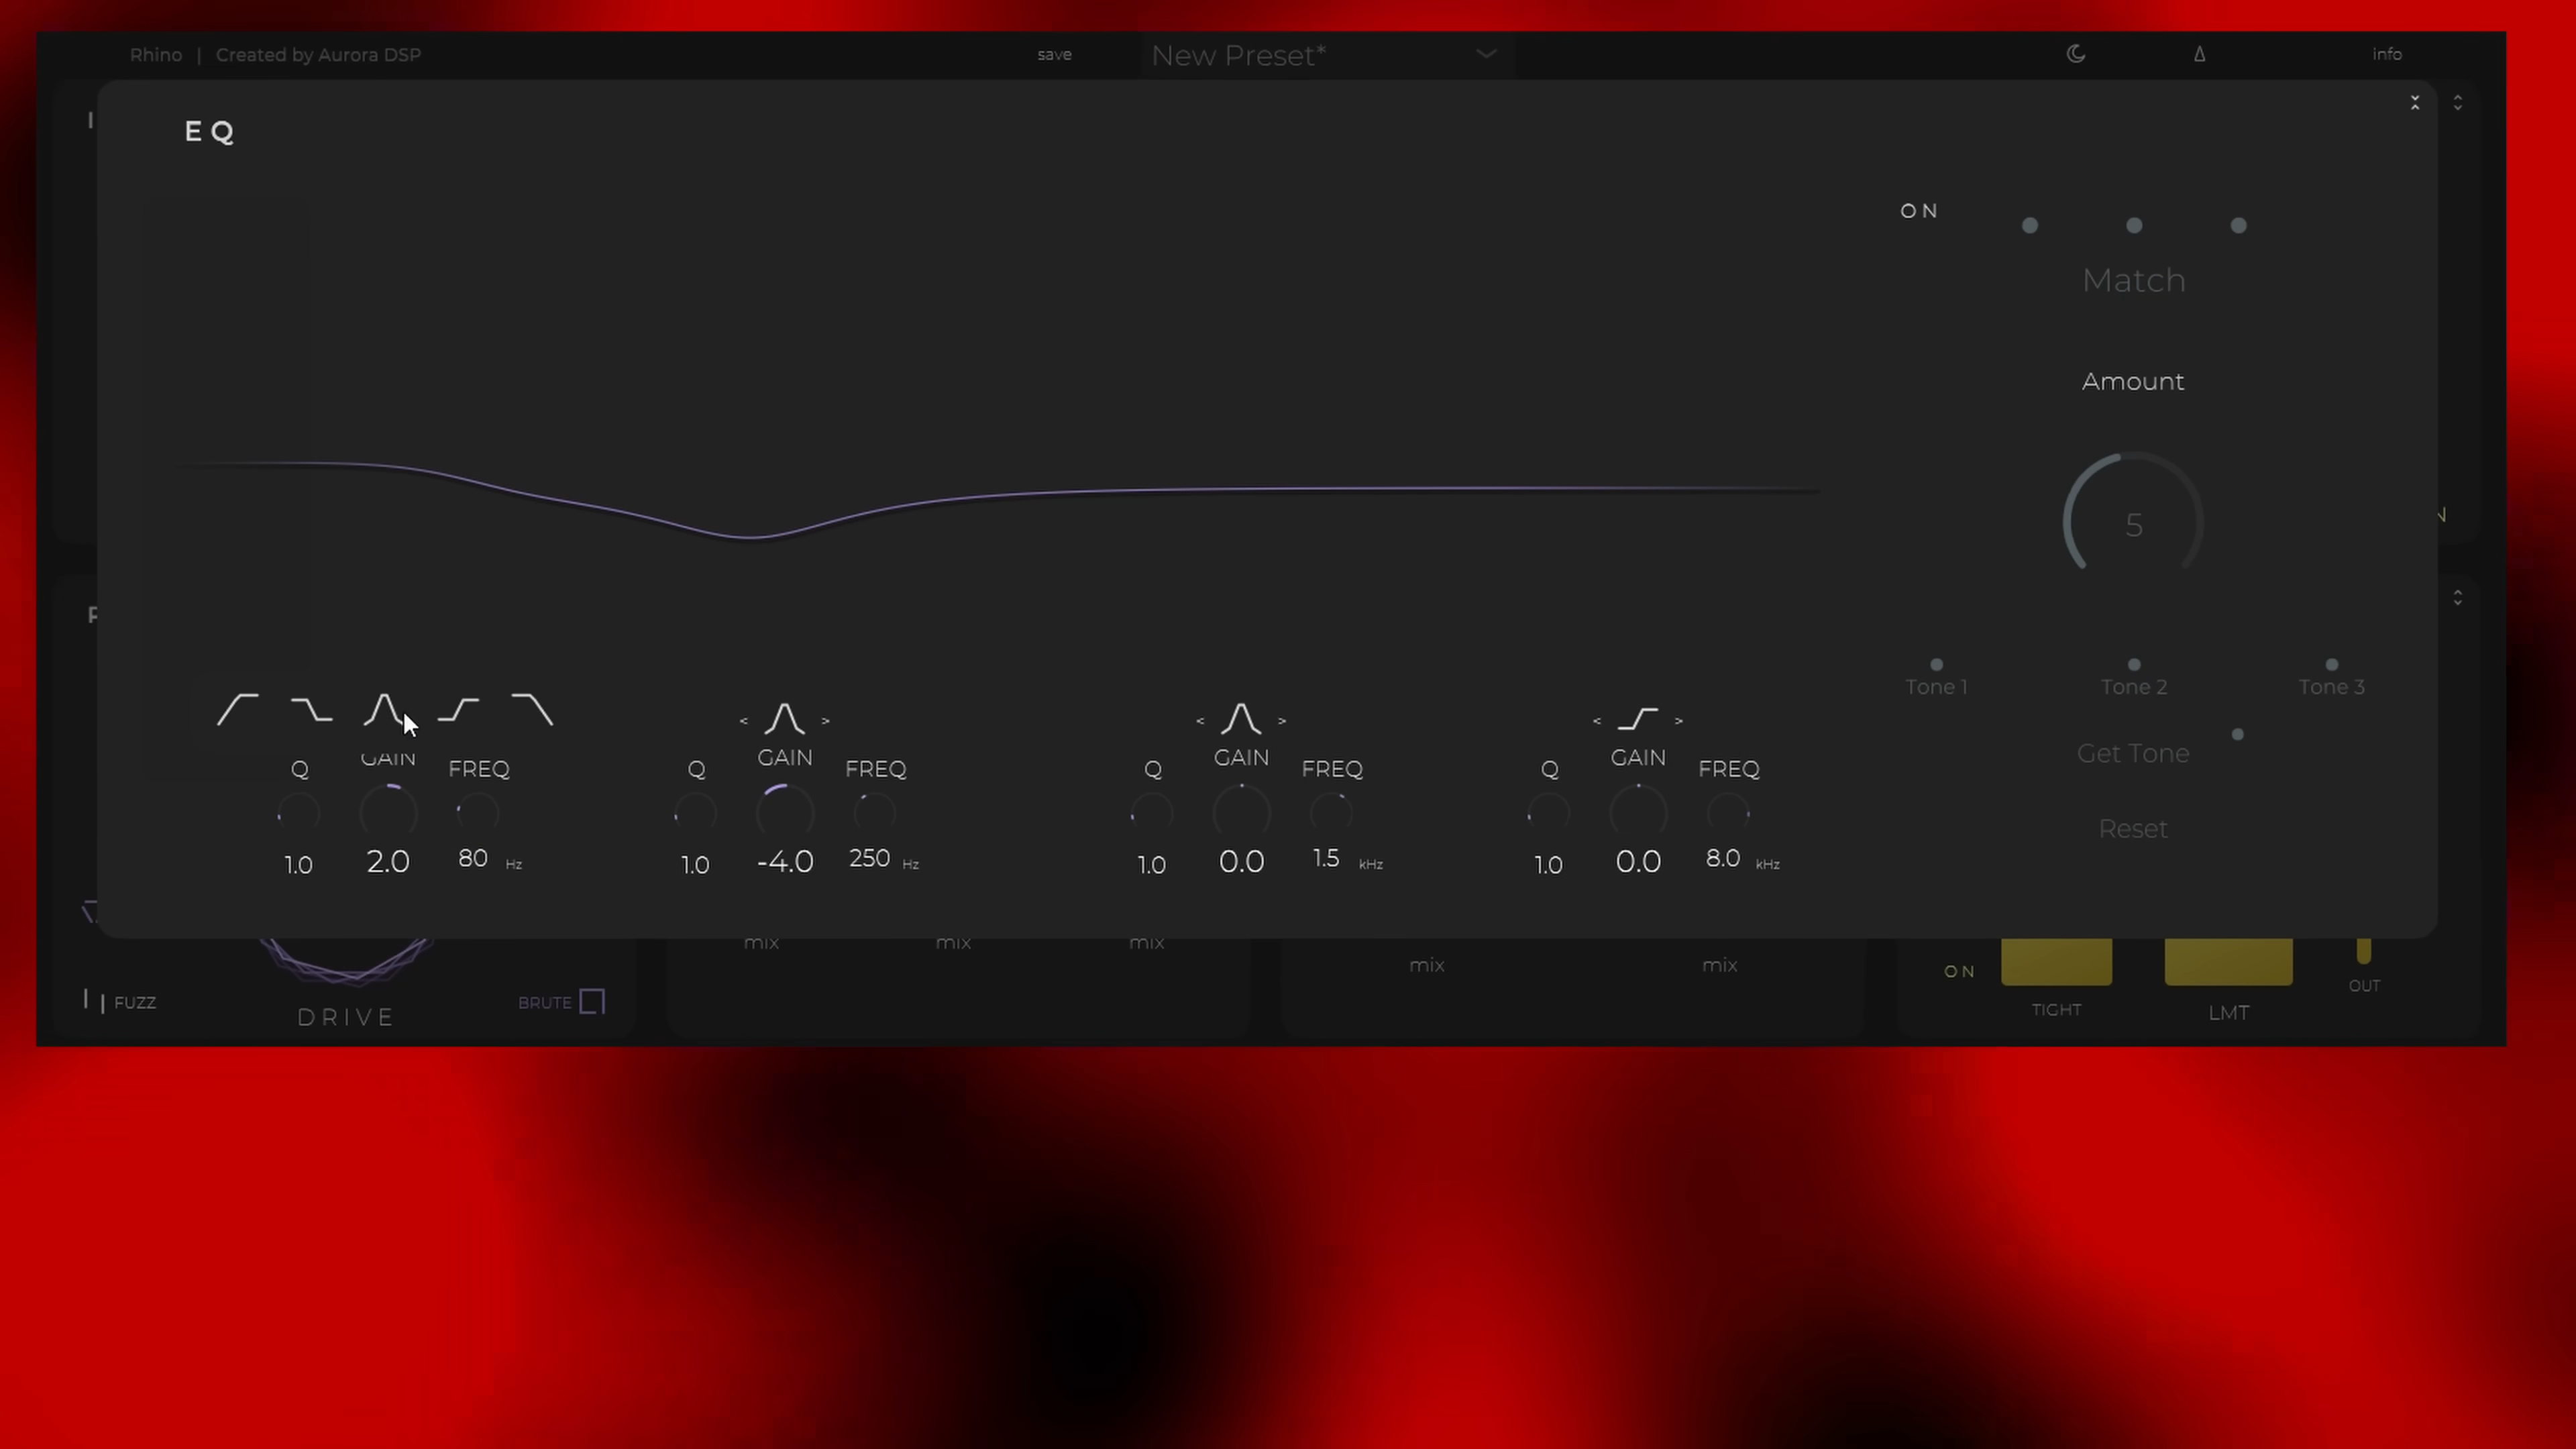 Rhino | Created by Aurora DSP
save
New Preset*
info
EQ
ON
Match
Amount
5
Tone 1
Tone 2
Tone 3
Get Tone
Reset
Q
GAIN
FREQ
1.0
2.0
80 Hz
Q
GAIN
FREQ
1.0
-4.0
250 Hz
Q
GAIN
FREQ
1.0
0.0
1.5 kHz
Q
GAIN
FREQ
1.0
0.0
8.0 kHz
mix
mix
mix
mix
mix
FUZZ
DRIVE
BRUTE
ON
TIGHT
LMT
OUT